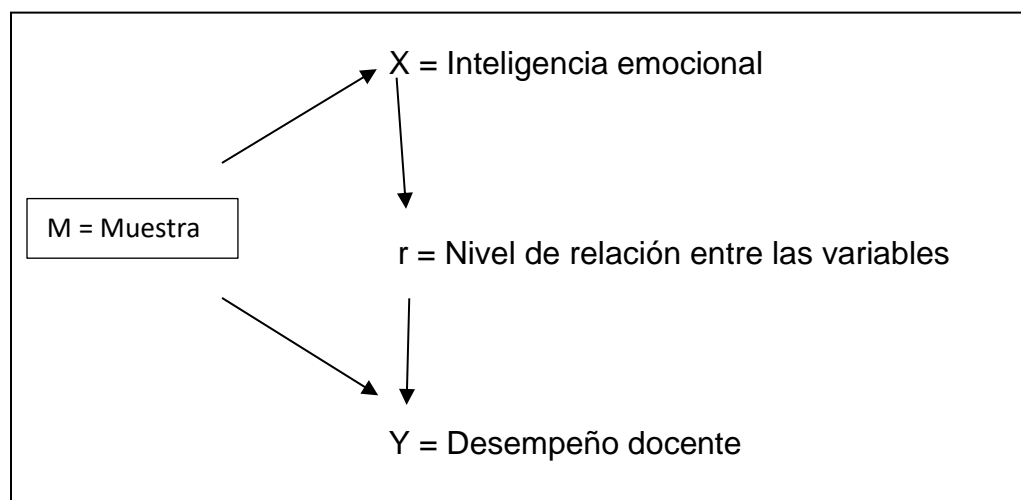 X = Inteligencia emocional
M = Muestra
r = Nivel de relación entre las variables
Y = Desempeño docente